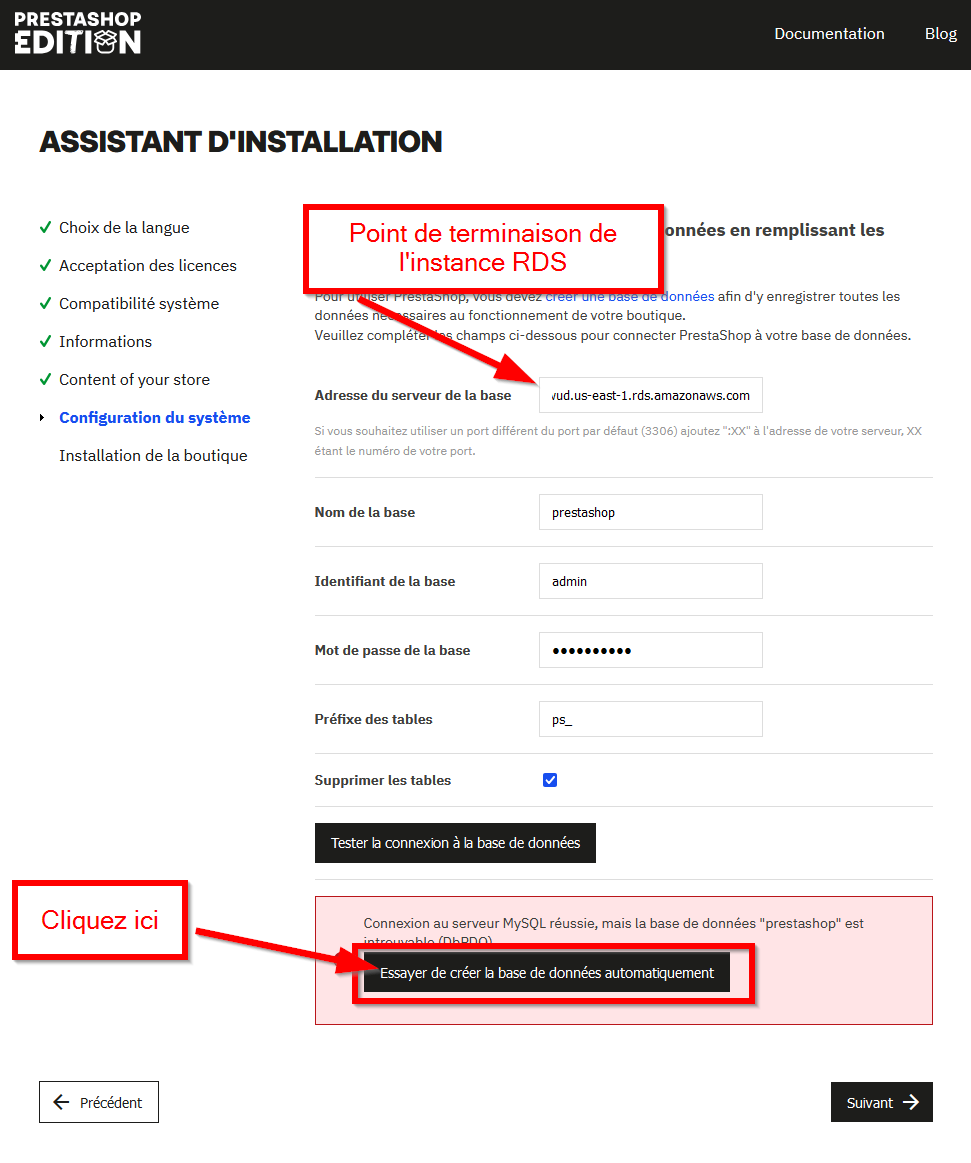 PRESTASHOP
EDITION
Documentation
Blog
ASSISTANT D'INSTALLATION
Choix de la langue
Acceptation des licences
Compatibilité système
Informations
Content of your store
Configuration du système
Installation de la boutique
Point de terminaison de
l'instance RDS
onnées en remplissant les
Pour utiliser PrestaShop, vous devez créer une base de données afin d'y enregistrer toutes les
données nécessaires au fonctionnement de votre boutique.
Veuillez compléter les champs ci-dessous pour connecter PrestaShop à votre base de données.
Adresse du serveur de la base
vud.us-east-1.rds.amazonaws.com
Si vous souhaitez utiliser un port différent du port par défaut (3306) ajoutez ":XX" à l'adresse de votre serveur, XX
étant le numéro de votre port.
Nom de la base
prestashop
Identifiant de la base
admin
Mot de passe de la base
••••••••••
Préfixe des tables
ps_
Supprimer les tables
Tester la connexion à la base de données
Cliquez ici
Connexion au serveur MySQL réussie, mais la base de données "prestashop" est
introuvable (DbPDO)
Essayer de créer la base de données automatiquement
Précédent
Suivant